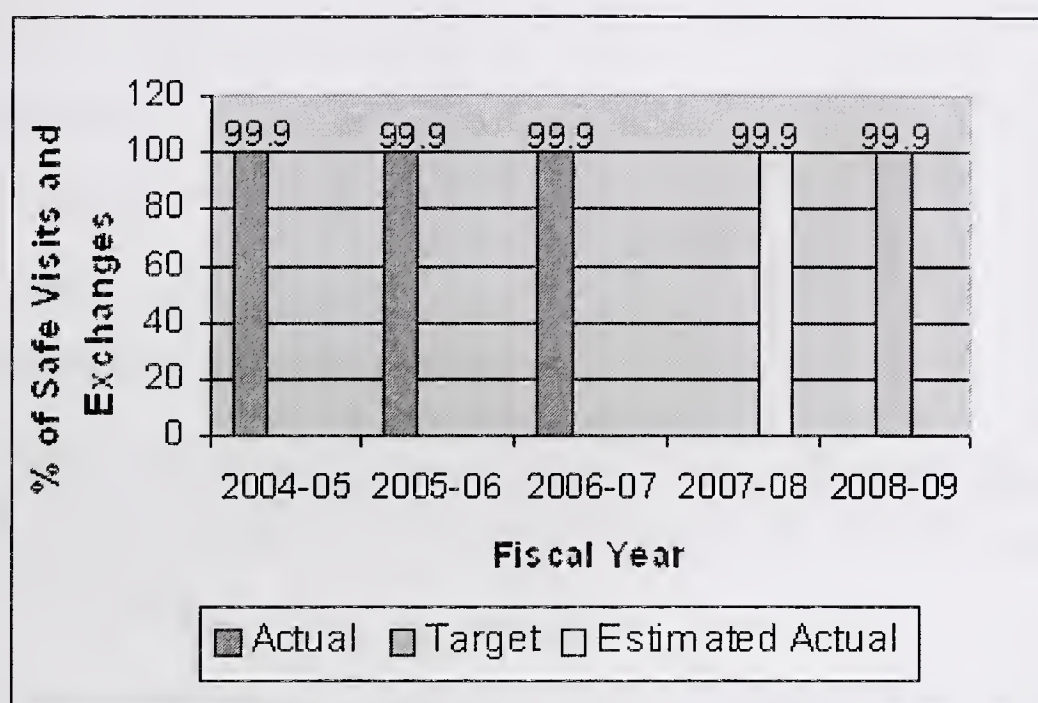 % of Safe Visits and
Exchanges
120
100
80
60
40
20
0
99.9 99.9 99.9 99.9 99.9
2004-05 2005-06 2006-07 2007-08 2008-09
Fiscal Year
Actual Target Estimated Actual